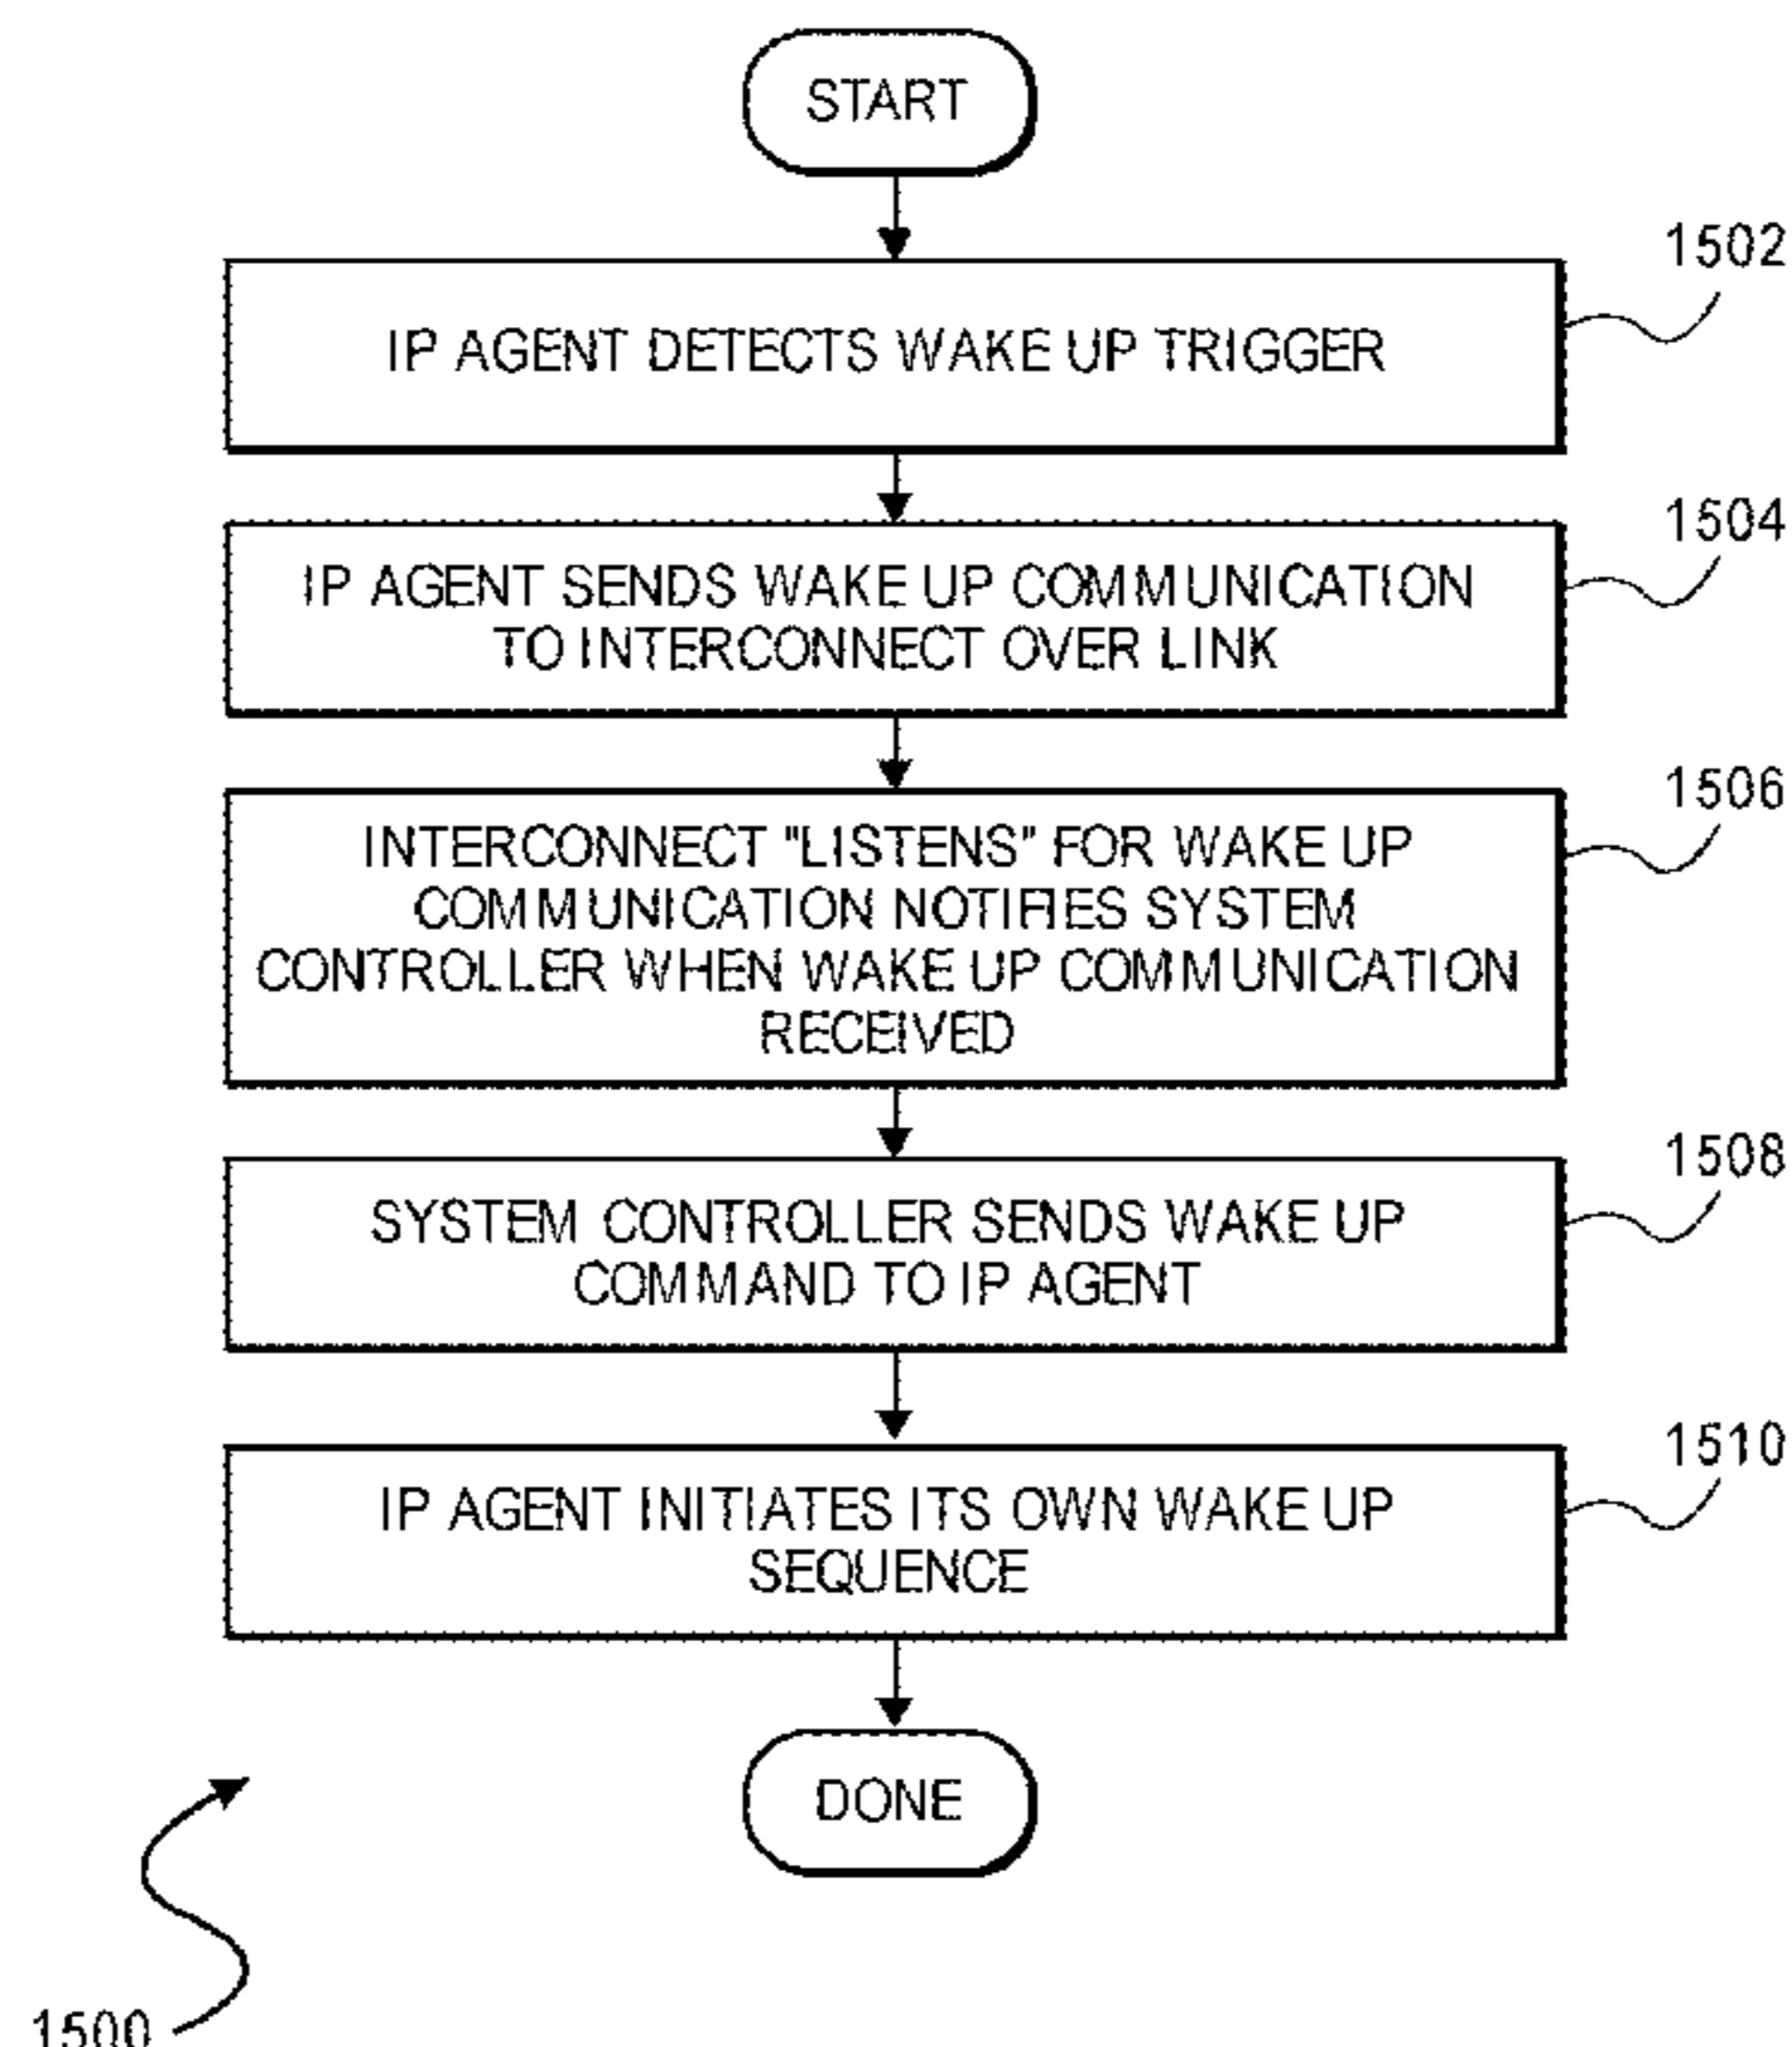 START
1502
IP AGENT DETECTS WAKE UP TRIGGER
1504
IP AGENT SENDS WAKE UP COMMUNICATION
TO INTERCONNECT OVER LINK
1506
INTERCONNECT "LISTENS" FOR WAKE UP
COMMUNICATION NOTIFIES SYSTEM
CONTROLLER WHEN WAKE UP COMMUNICATION
RECEIVED
1508
SYSTEM CONTROLLER SENDS WAKE UP
COMMAND TO IP AGENT
1510
IP AGENT INITIATES ITS OWN WAKE UP
SEQUENCE
DONE
1500